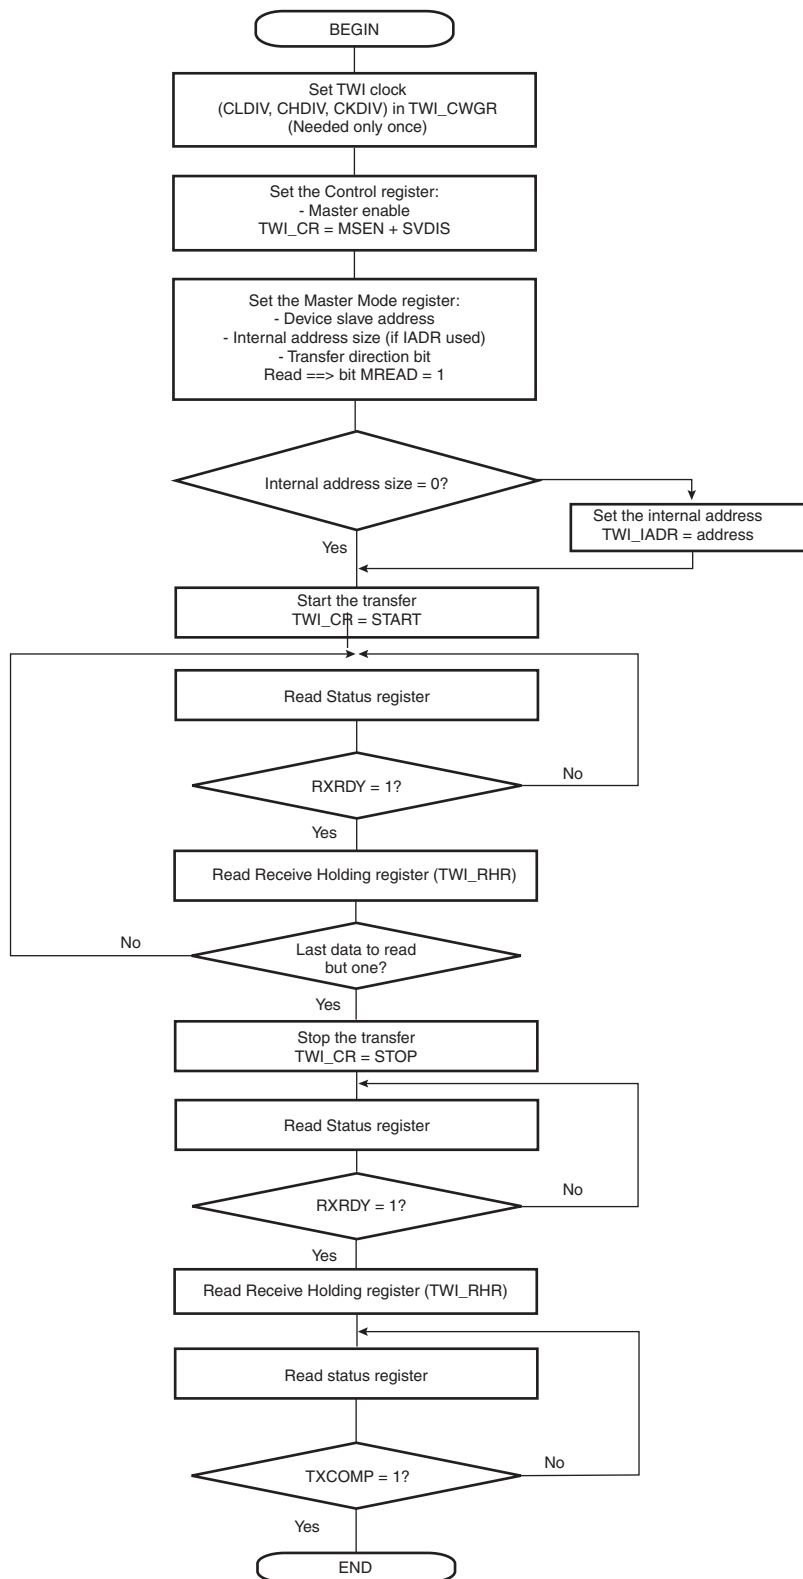 BEGIN
Set TWI clock
(CLDIV, CHDIV, CKDIV) in TWI_CWGR
(Needed only once)
Set the Control register:
- Master enable
TWI_CR = MSEN + SVDIS
Set the Master Mode register:
- Device slave address
- Internal address size (if IADR used)
- Transfer direction bit
Read ==> bit MREAD = 1
Internal address size = 0?
Set the internal address
TWI_IADR = address
Yes
Start the transfer
TWI_CR = START
Read Status register
RXRDY = 1?
No
Yes
Read Receive Holding register (TWI_RHR)
No
Last data to read
but one?
Yes
Stop the transfer
TWI_CR = STOP
Read Status register
RXRDY = 1?
No
Yes
Read Receive Holding register (TWI_RHR)
Read status register
TXCOMP = 1?
No
Yes
END